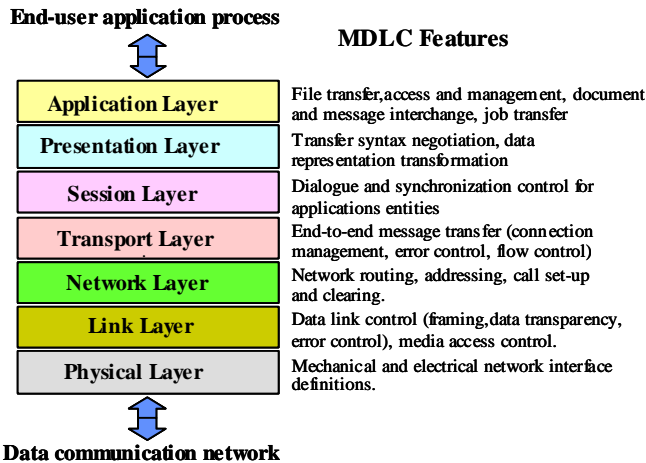 End-user application process
MDLC Features
Application Layer
File transfer,access and management, document
and message interchange, job transfer
Presentation Layer
Transfer syntax negotiation, data
representation transformation
Session Layer
Dialogue and synchronization control for
applications entities
Transport Layer
End-to-end message transfer (connection
management, error control, flow control)
Network Layer
Network routing, addressing, call set-up
and clearing.
Link Layer
Data link control (framing,data transparency,
error control), media access control.
Physical Layer
Mechanical and electrical network interface
definitions.
Data communication network